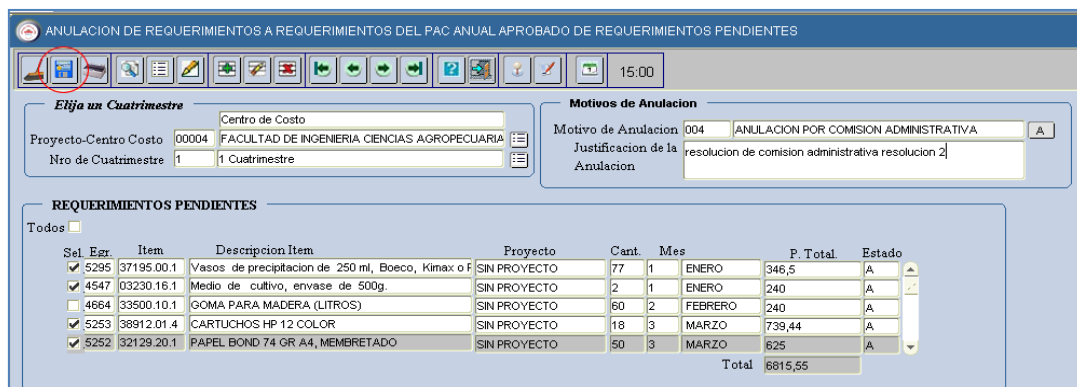 ANULACION DE REQUERIMIENTOS A REQUERIMIENTOS DEL PAC ANUAL APROBADO DE REQUERIMIENTOS PENDIENTES
15:00
Elija un Cuatrimestre
Centro de Costo
Proyecto-Centro Costo 00004 FACULTAD DE INGENIERIA CIENCIAS AGROPECUARIA
Nro de Cuatrimestre 1 1 Cuatrimestre
Motivos de Anulacion
Motivo de Anulacion 004 ANULACION POR COMISION ADMINISTRATIVA A
Justificacion de la Anulacion resolucion de comision administrativa resolucion 2
REQUERIMIENTOS PENDIENTES
Todos
Sel. Egr. Item Descripcion Item Proyecto Cant. Mes P. Total. Estado
5295 37195.00.1 Vasos de precipitacion de 250 ml, Boeco, Kimax o SIN PROYECTO 77 1 ENERO 346,5 A
4547 03230.16.1 Medio de cultivo, envase de 500g. SIN PROYECTO 2 1 ENERO 240 A
4664 33500.10.1 GOMA PARA MADERA (LITROS) SIN PROYECTO 60 2 FEBRERO 240 A
5253 38912.01.4 CARTUCHOS HP 12 COLOR SIN PROYECTO 18 3 MARZO 739,44 A
5252 32129.20.1 PAPEL BOND 74 GR A4, MEMBRETADO SIN PROYECTO 50 3 MARZO 625 A
Total 6815,55